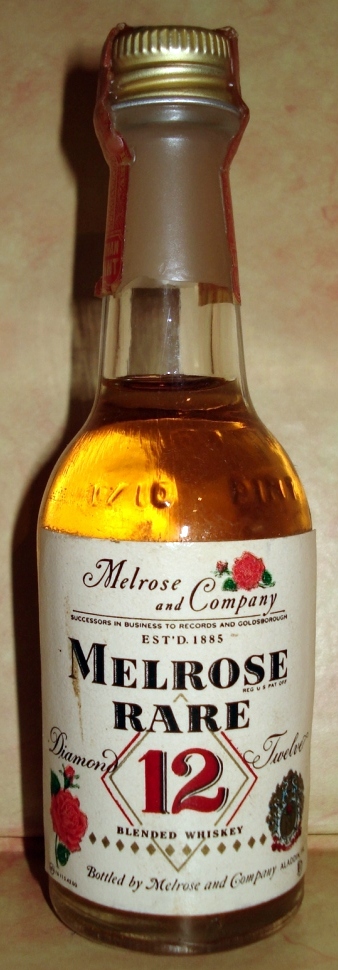 1/10 PINT
Melrose
and Company
SUCCESSORS IN BUSINESS TO RECORDS AND GOLDSBOROUGH
EST'D. 1885
MELROSE
REG U S PAT OFF
RARE
Diamond 12 Twelve
BLENDED WHISKEY
Bottled by Melrose and Company